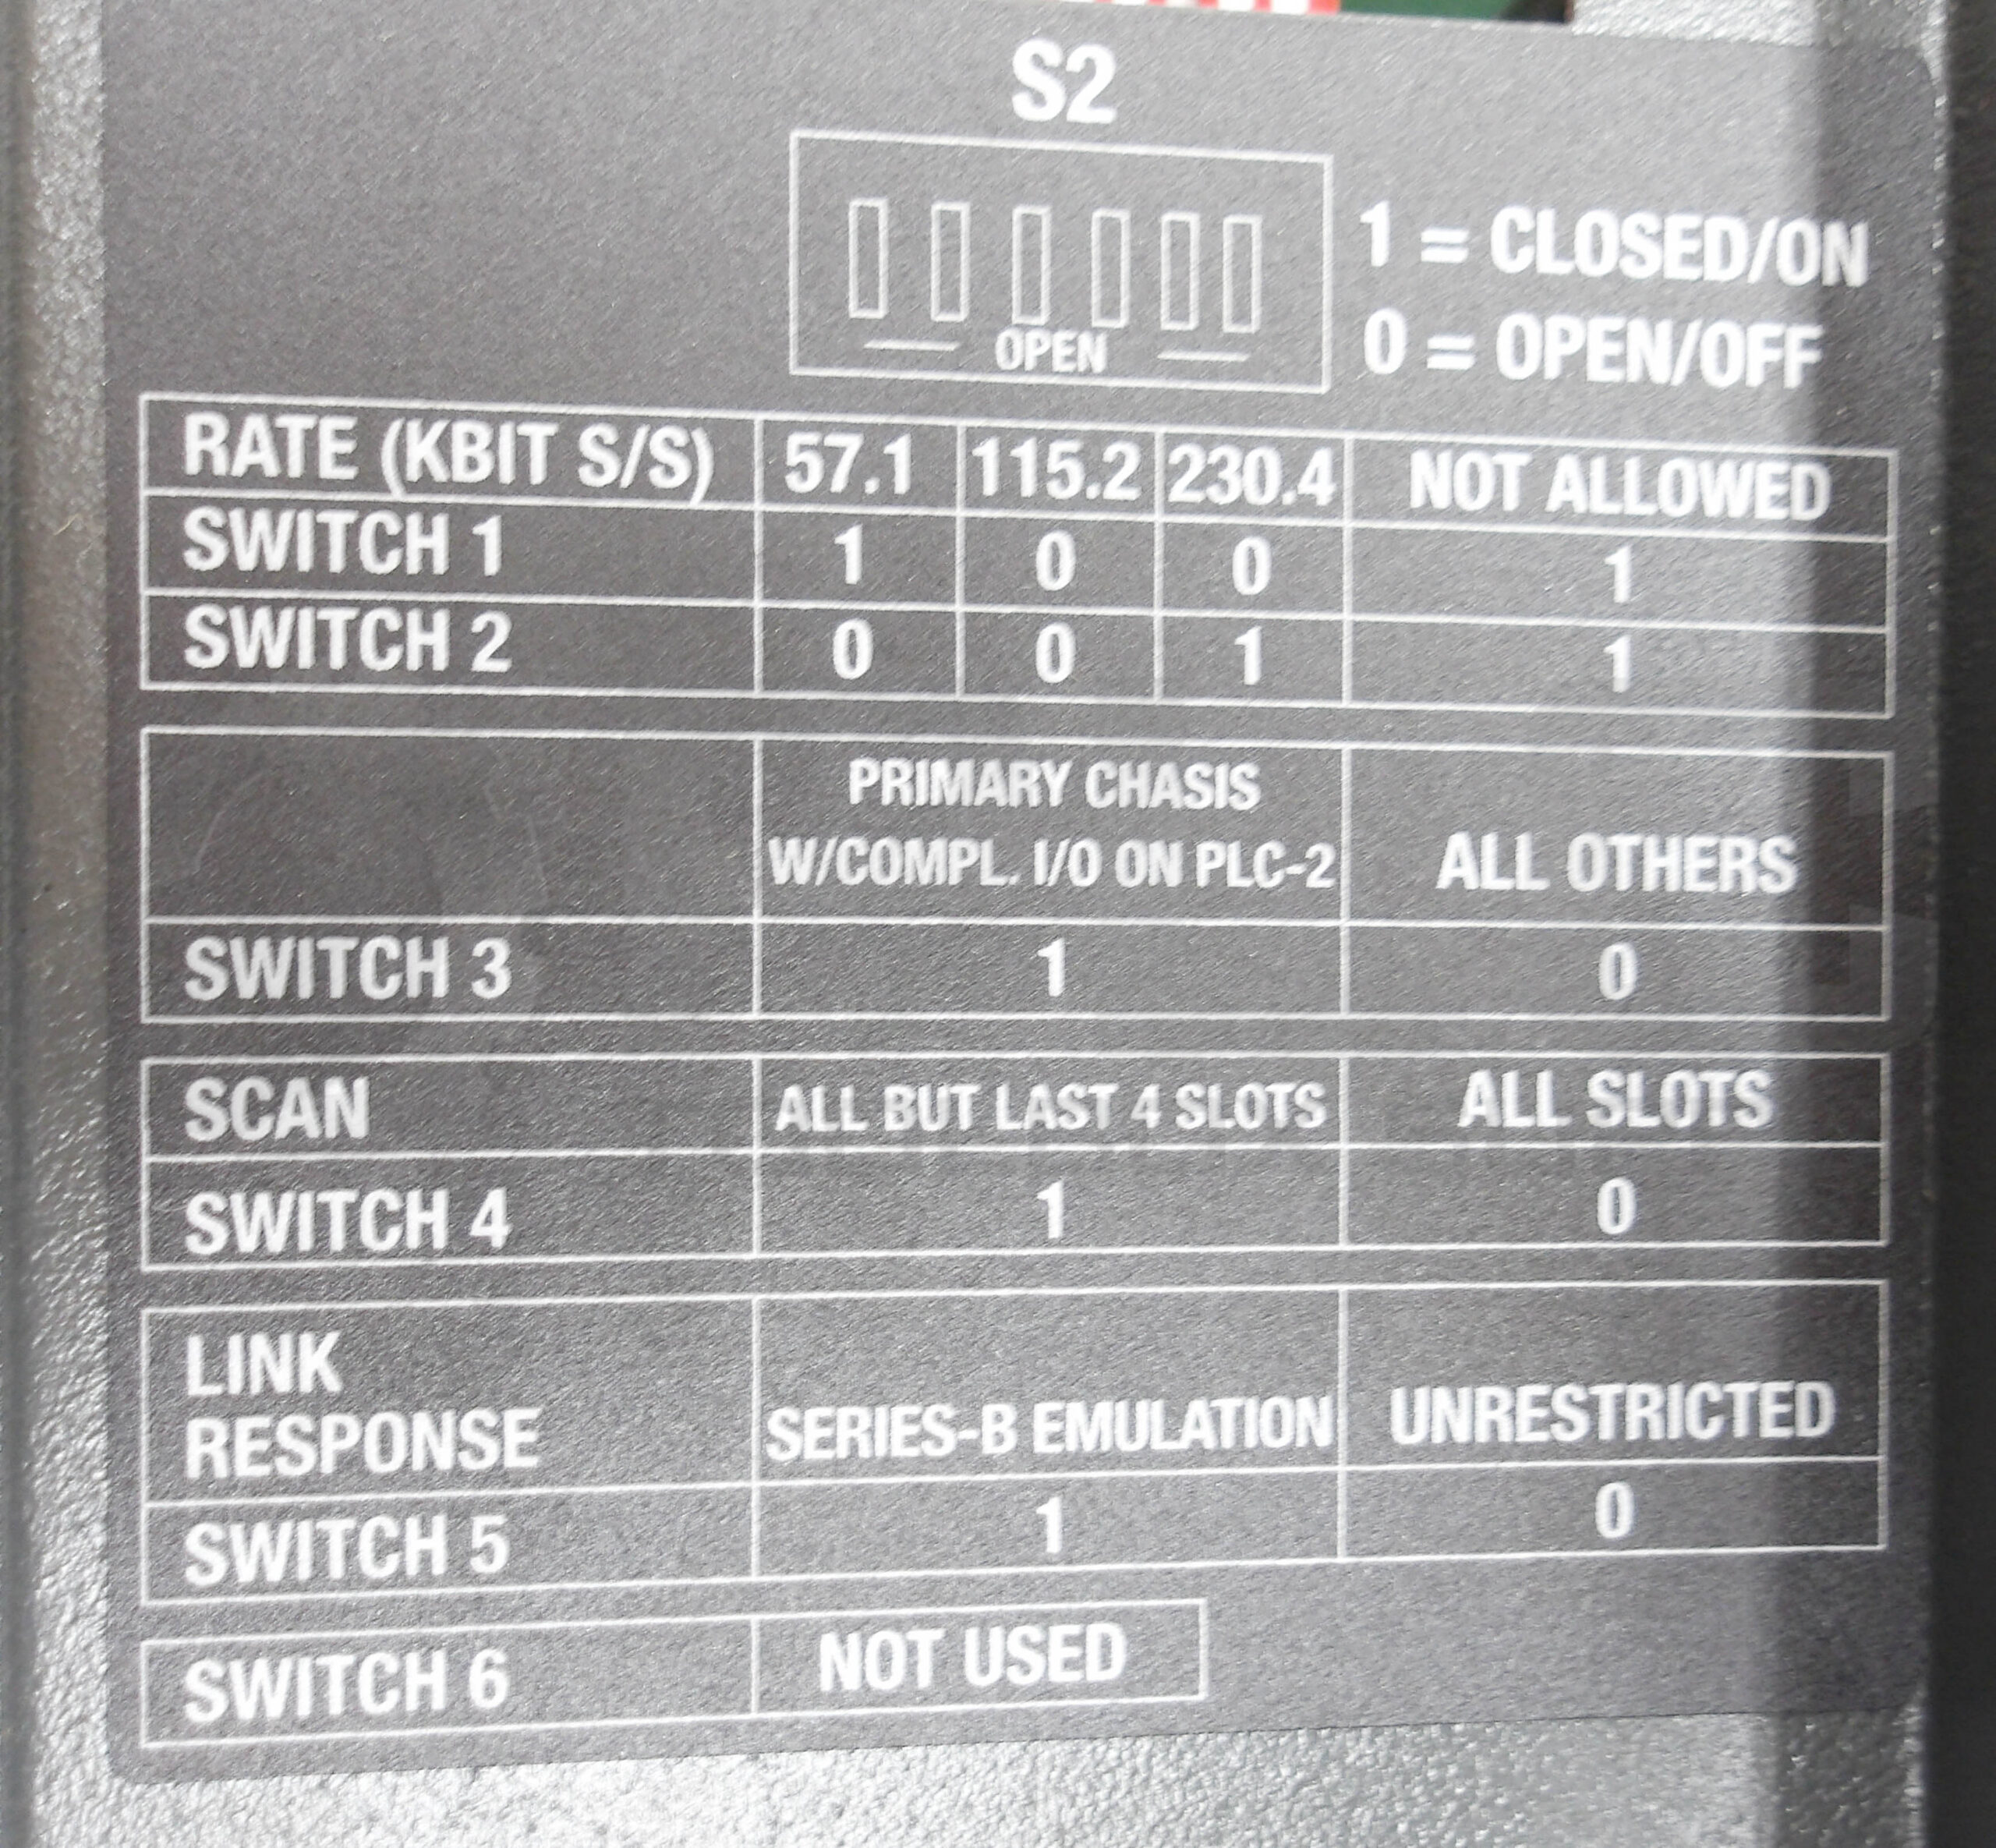 S2
OPEN
1 = CLOSED/ON
0 = OPEN/OFF
RATE (KBIT S/S) 57.1 115.2 230.4 NOT ALLOWED
SWITCH 1 1 0 0 1
SWITCH 2 0 0 1 1
PRIMARY CHASIS
W/COMPL. I/O ON PLC-2 ALL OTHERS
SWITCH 3 1 0
SCAN ALL BUT LAST 4 SLOTS ALL SLOTS
SWITCH 4 1 0
LINK
RESPONSE SERIES-B EMULATION UNRESTRICTED
SWITCH 5 1 0
SWITCH 6 NOT USED